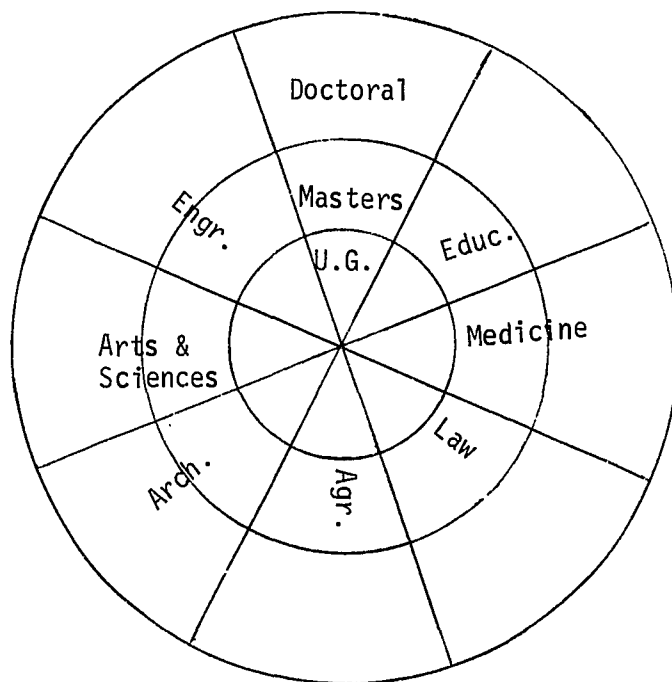 Doctoral
Masters
U.G.
Engr.
Educ.
Arts &
Sciences
Medicine
Law
Arch.
Agr.